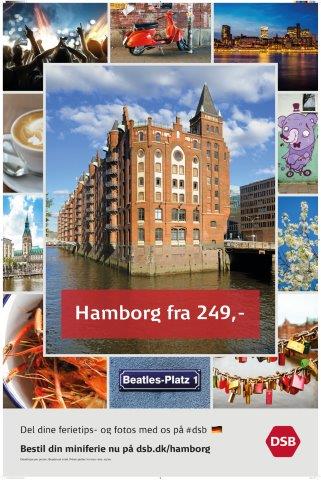 Hamborg fra 249,-
Beatles-Platz 1
Del dine ferietips- og fotos med os på #dsb
Bestil din miniferie nu på dsb.dk/hamborg
DSB